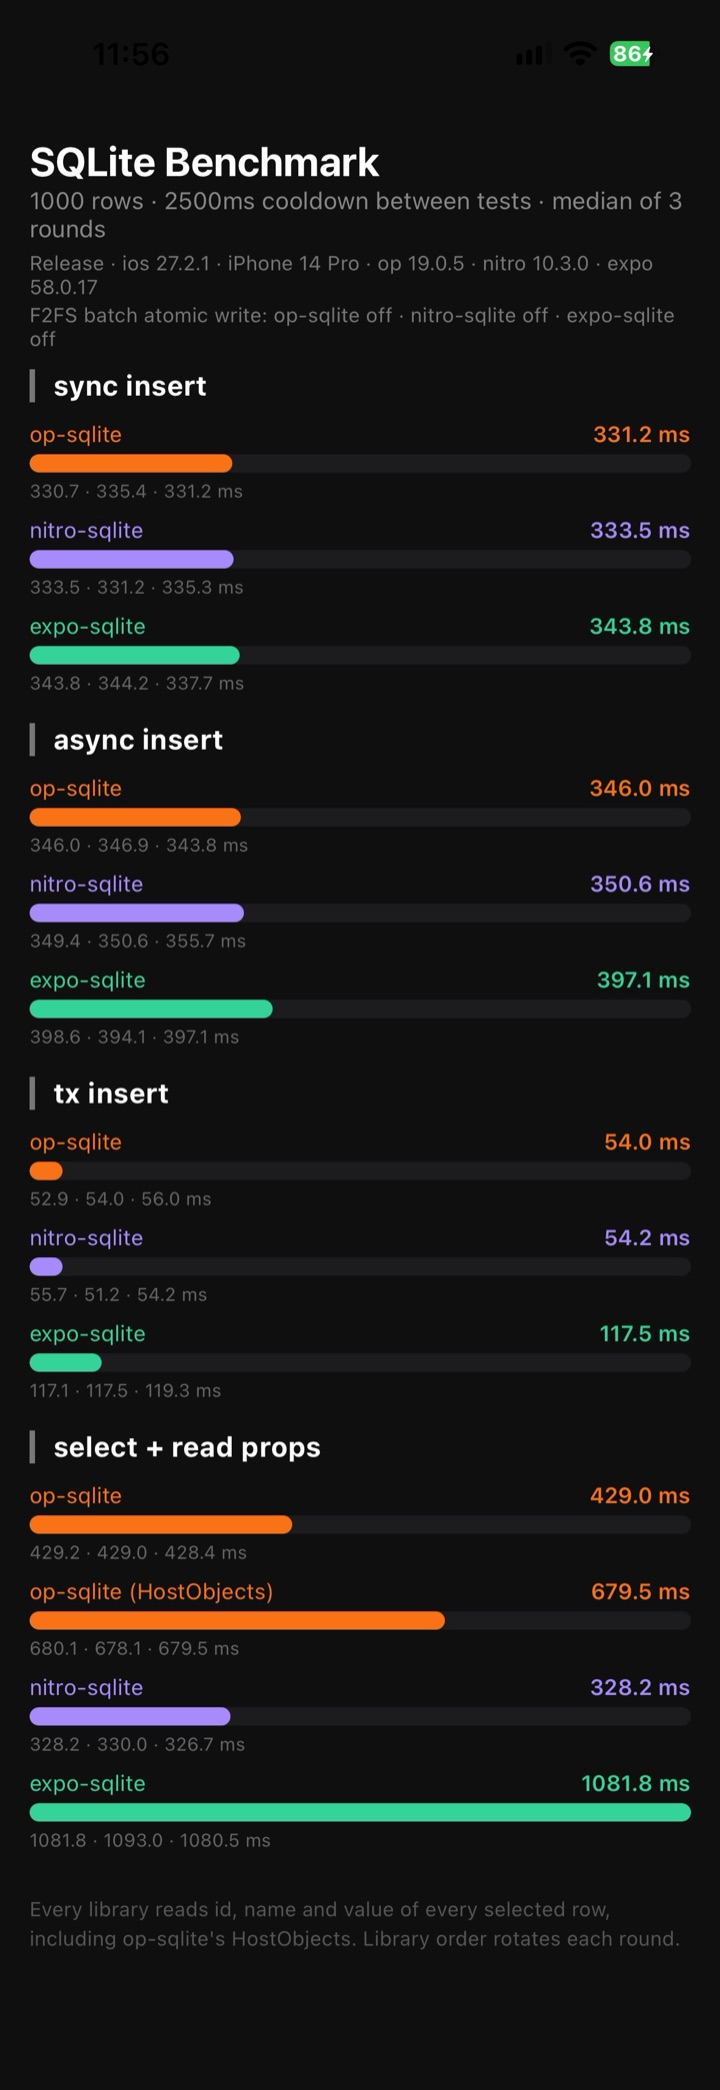 11:56
86
SQLite Benchmark
1000 rows · 2500ms cooldown between tests · median of 3
rounds
Release · ios 27.2.1 · iPhone 14 Pro · op 19.0.5 · nitro 10.3.0 · expo
58.0.17
F2FS batch atomic write: op-sqlite off · nitro-sqlite off · expo-sqlite
off
sync insert
op-sqlite 331.2 ms
330.7 · 335.4 · 331.2 ms
nitro-sqlite 333.5 ms
333.5 · 331.2 · 335.3 ms
expo-sqlite 343.8 ms
343.8 · 344.2 · 337.7 ms
async insert
op-sqlite 346.0 ms
346.0 · 346.9 · 343.8 ms
nitro-sqlite 350.6 ms
349.4 · 350.6 · 355.7 ms
expo-sqlite 397.1 ms
398.6 · 394.1 · 397.1 ms
tx insert
op-sqlite 54.0 ms
52.9 · 54.0 · 56.0 ms
nitro-sqlite 54.2 ms
55.7 · 51.2 · 54.2 ms
expo-sqlite 117.5 ms
117.1 · 117.5 · 119.3 ms
select + read props
op-sqlite 429.0 ms
429.2 · 429.0 · 428.4 ms
op-sqlite (HostObjects) 679.5 ms
680.1 · 678.1 · 679.5 ms
nitro-sqlite 328.2 ms
328.2 · 330.0 · 326.7 ms
expo-sqlite 1081.8 ms
1081.8 · 1093.0 · 1080.5 ms
Every library reads id, name and value of every selected row,
including op-sqlite's HostObjects. Library order rotates each round.